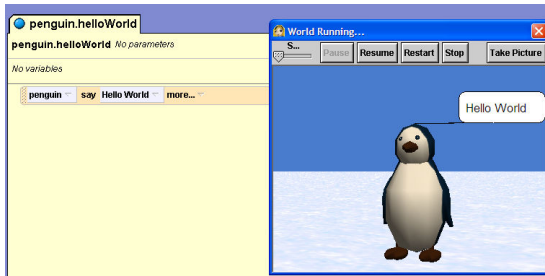 penguin.helloWorld
penguin.helloWorld No parameters
No variables
penguin say Hello World more...
World Running...
S...
Pause Resume Restart Stop Take Picture
Hello World